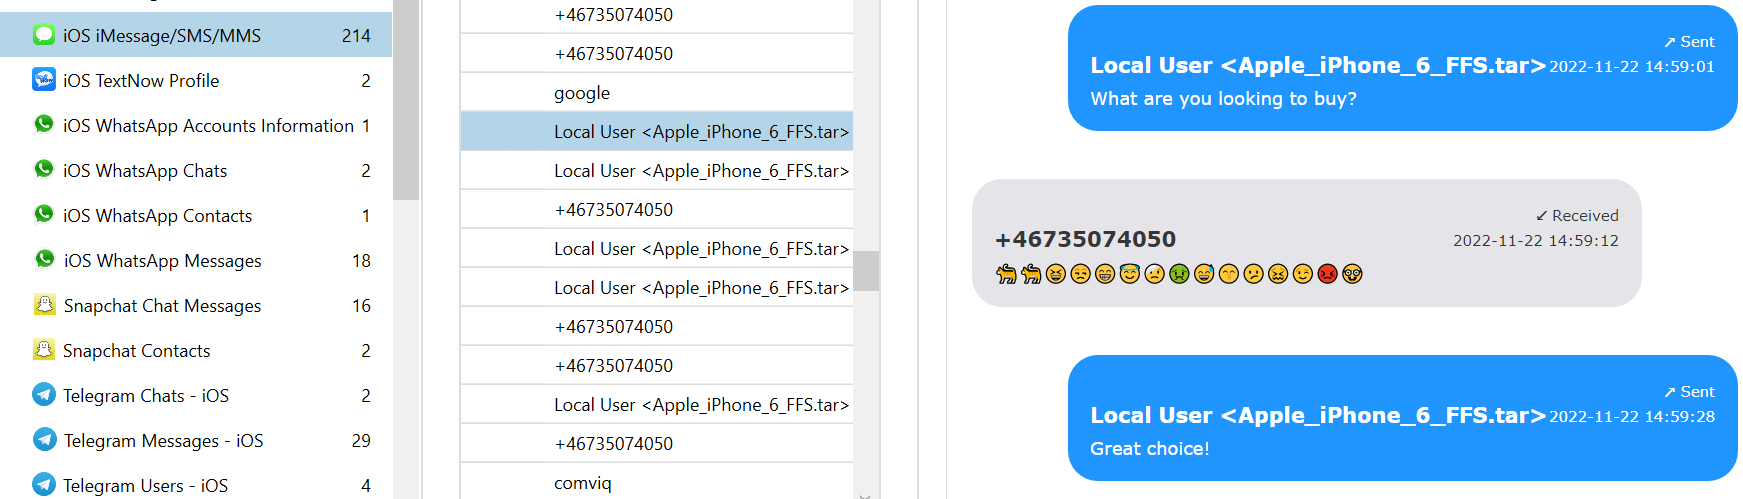 iOS iMessage/SMS/MMS 214
iOS TextNow Profile 2
iOS WhatsApp Accounts Information 1
iOS WhatsApp Chats 2
iOS WhatsApp Contacts 1
iOS WhatsApp Messages 18
Snapchat Chat Messages 16
Snapchat Contacts 2
Telegram Chats - iOS 2
Telegram Messages - iOS 29
Telegram Users - iOS 4
+46735074050
+46735074050
google
Local User <Apple_iPhone_6_FFS.tar>
Local User <Apple_iPhone_6_FFS.tar>
+46735074050
Local User <Apple_iPhone_6_FFS.tar>
Local User <Apple_iPhone_6_FFS.tar>
+46735074050
+46735074050
Local User <Apple_iPhone_6_FFS.tar>
+46735074050
comviq
↗ Sent
Local User <Apple_iPhone_6_FFS.tar> 2022-11-22 14:59:01
What are you looking to buy?
↙ Received
+46735074050 2022-11-22 14:59:12
🐈🐈😆😒😁😇🤕🤢😅😙🫤😖😉😡🥸
↗ Sent
Local User <Apple_iPhone_6_FFS.tar> 2022-11-22 14:59:28
Great choice!